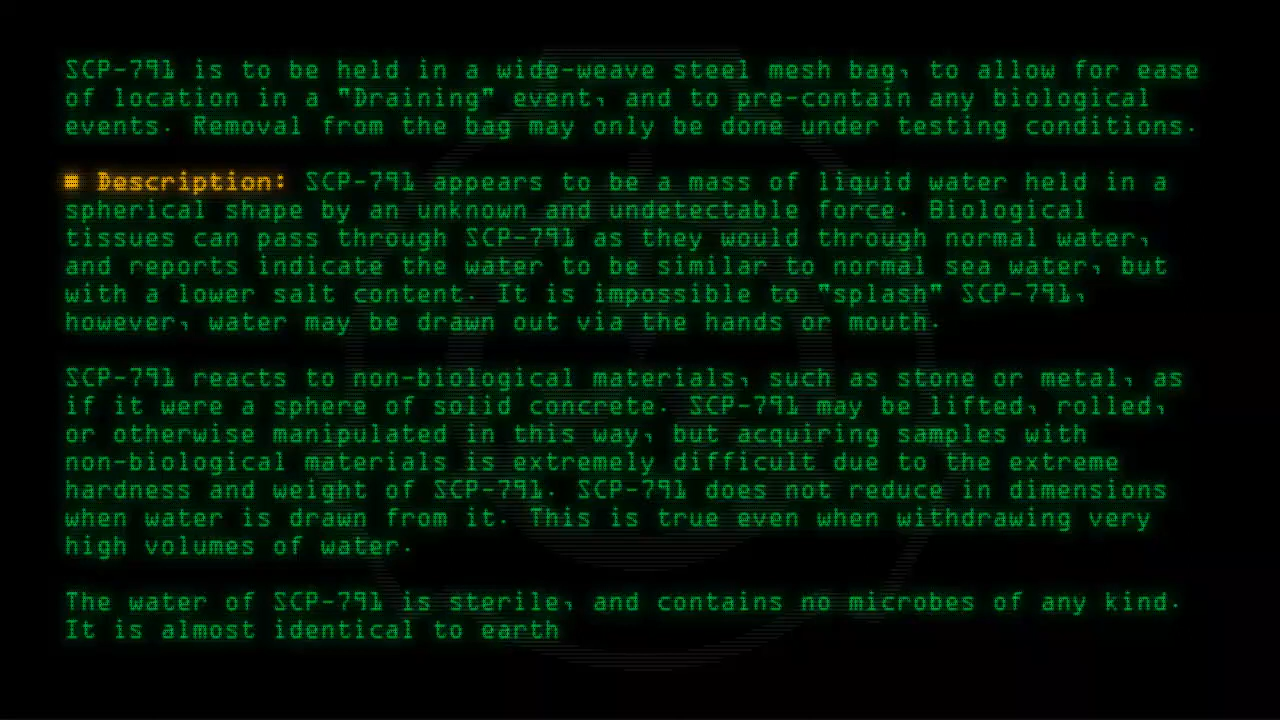 SCP-791 is to be held in a wide-weave steel mesh bag, to allow for ease
of location in a "Draining" event, and to pre-contain any biological
events. Removal from the bag may only be done under testing conditions.
■ Description: SCP-791 appears to be a mass of liquid water held in a
spherical shape by an unknown and undetectable force. Biological
tissues can pass through SCP-791 as they would through normal water,
and reports indicate the water to be similar to normal sea water, but
with a lower salt content. It is impossible to "splash" SCP-791,
however, water may be drawn out via the hands or mouth.
SCP-791 reacts to non-biological materials, such as stone or metal, as
if it were a sphere of solid concrete. SCP-791 may be lifted, rolled,
or otherwise manipulated in this way, but acquiring samples with
non-biological materials is extremely difficult due to the extreme
hardness and weight of SCP-791. SCP-791 does not reduce in dimensions
when water is drawn from it. This is true even when withdrawing very
high volumes of water.
The water of SCP-791 is sterile, and contains no microbes of any kind.
It is almost identical to earth